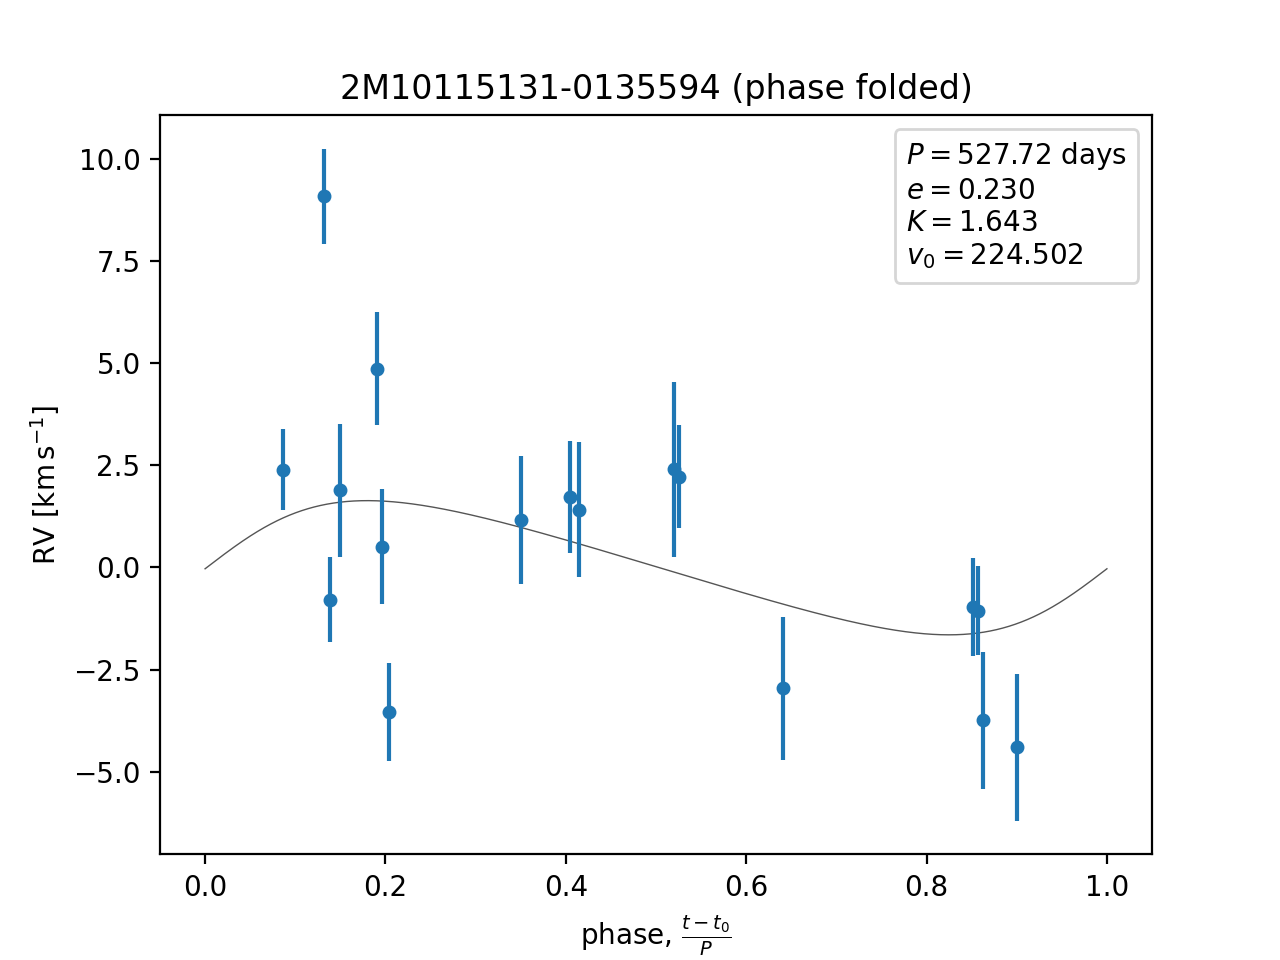 2M10115131-0135594 (phase folded)
P = 527.72 days
e = 0.230
K = 1.643
v₀ = 224.502
10.0
7.5
5.0
2.5
0.0
−2.5
−5.0
RV [km s⁻¹]
0.0 0.2 0.4 0.6 0.8 1.0
phase, (t − t₀)/P